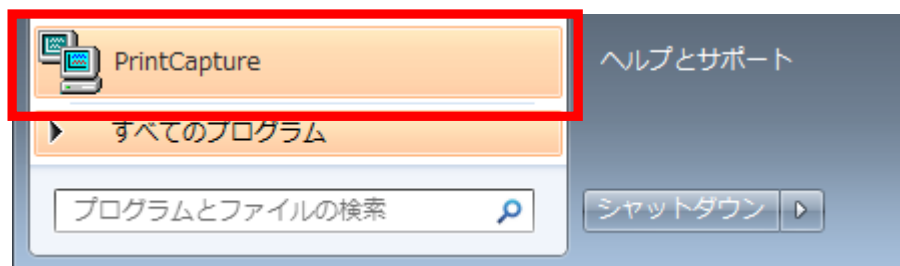 PrintCapture
ヘルプとサポート
すべてのプログラム
プログラムとファイルの検索
シャットダウン